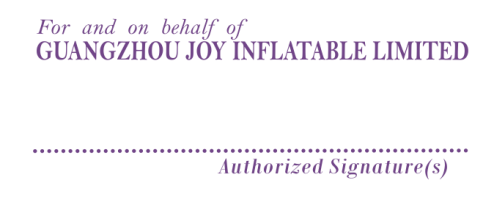 For and on behalf of
GUANGZHOU JOY INFLATABLE LIMITED
Authorized Signature(s)